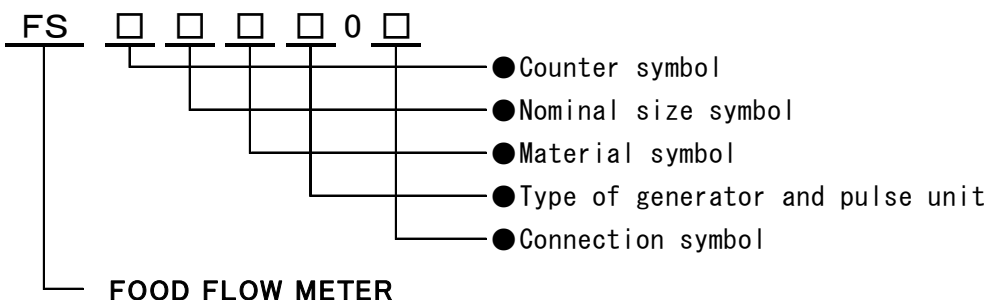 FS □ □ □ □ 0 □
●Counter symbol
●Nominal size symbol
●Material symbol
●Type of generator and pulse unit
●Connection symbol
FOOD FLOW METER